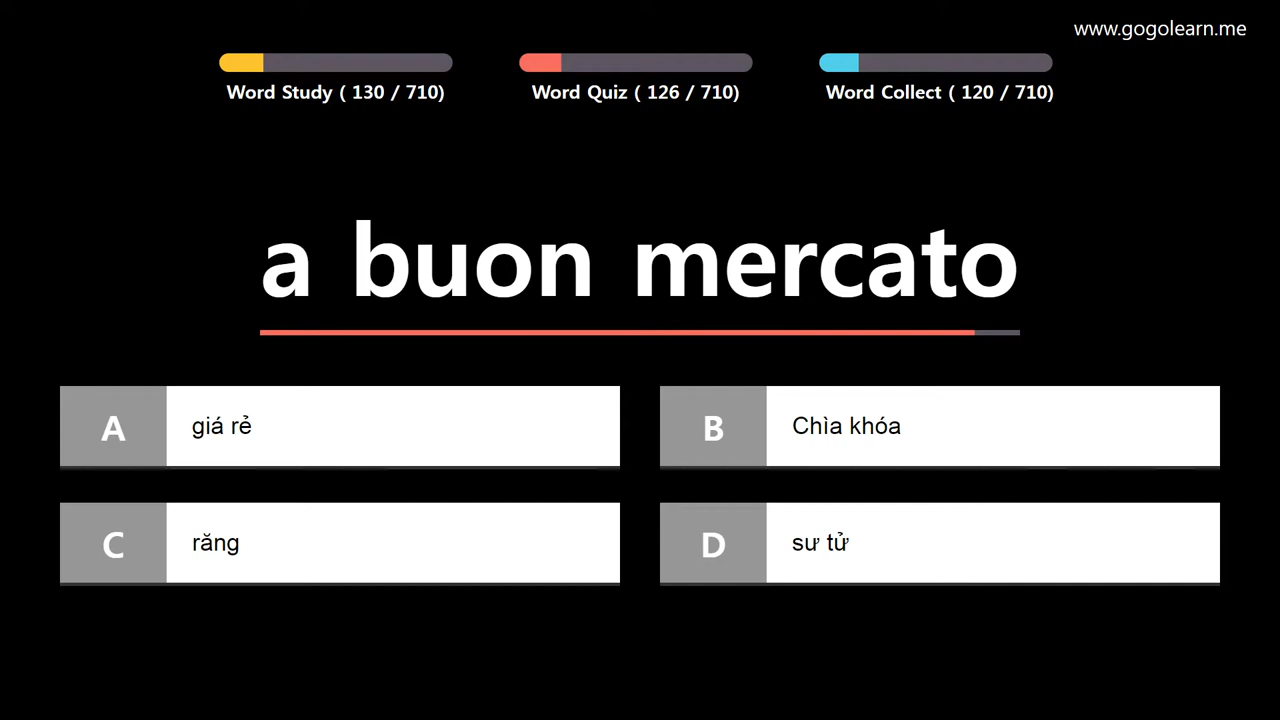 www.gogolearn.me
Word Study ( 130 / 710)
Word Quiz ( 126 / 710)
Word Collect ( 120 / 710)
a buon mercato
A giá rẻ
B Chìa khóa
C răng
D sư tử